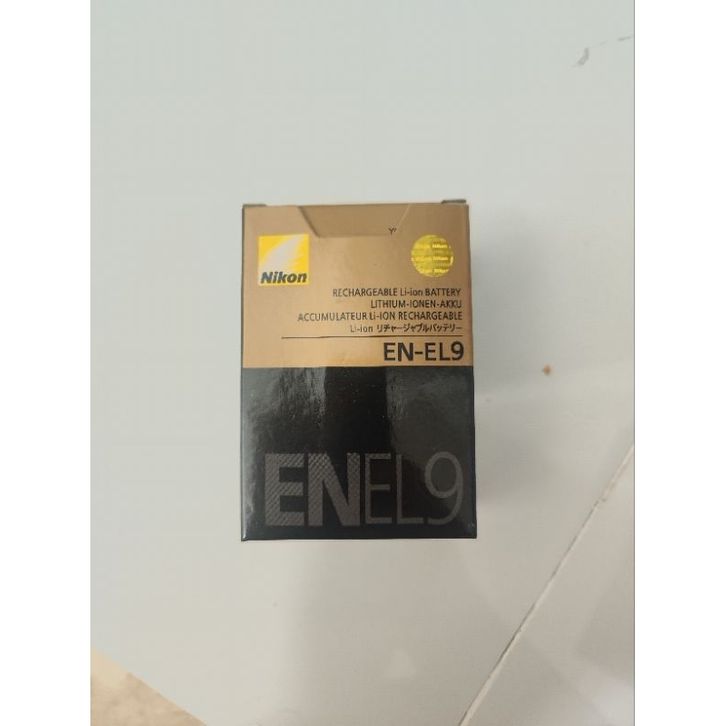 Nikon
RECHARGEABLE Li-ion BATTERY
LITHIUM-IONEN-AKKU
ACCUMULATEUR Li-ION RECHARGEABLE
Li-ion リチャージャブルバッテリー
EN-EL9
ENEL9